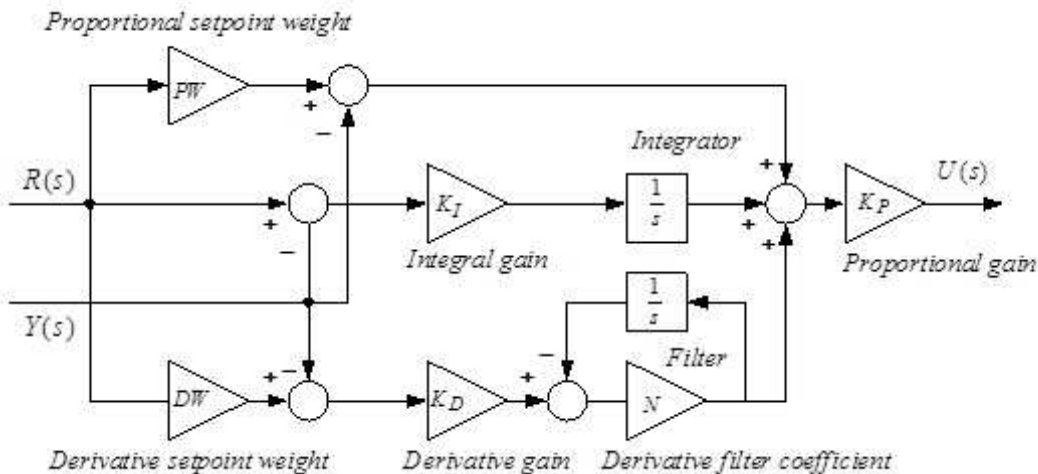 Proportional setpoint weight
PW
+
−
R(s)
+
−
K_I
Integral gain
Integrator
1/s
+
+
+
K_P
U(s)
Proportional gain
Y(s)
1/s
Filter
DW
+
−
K_D
+
−
N
Derivative setpoint weight
Derivative gain
Derivative filter coefficient